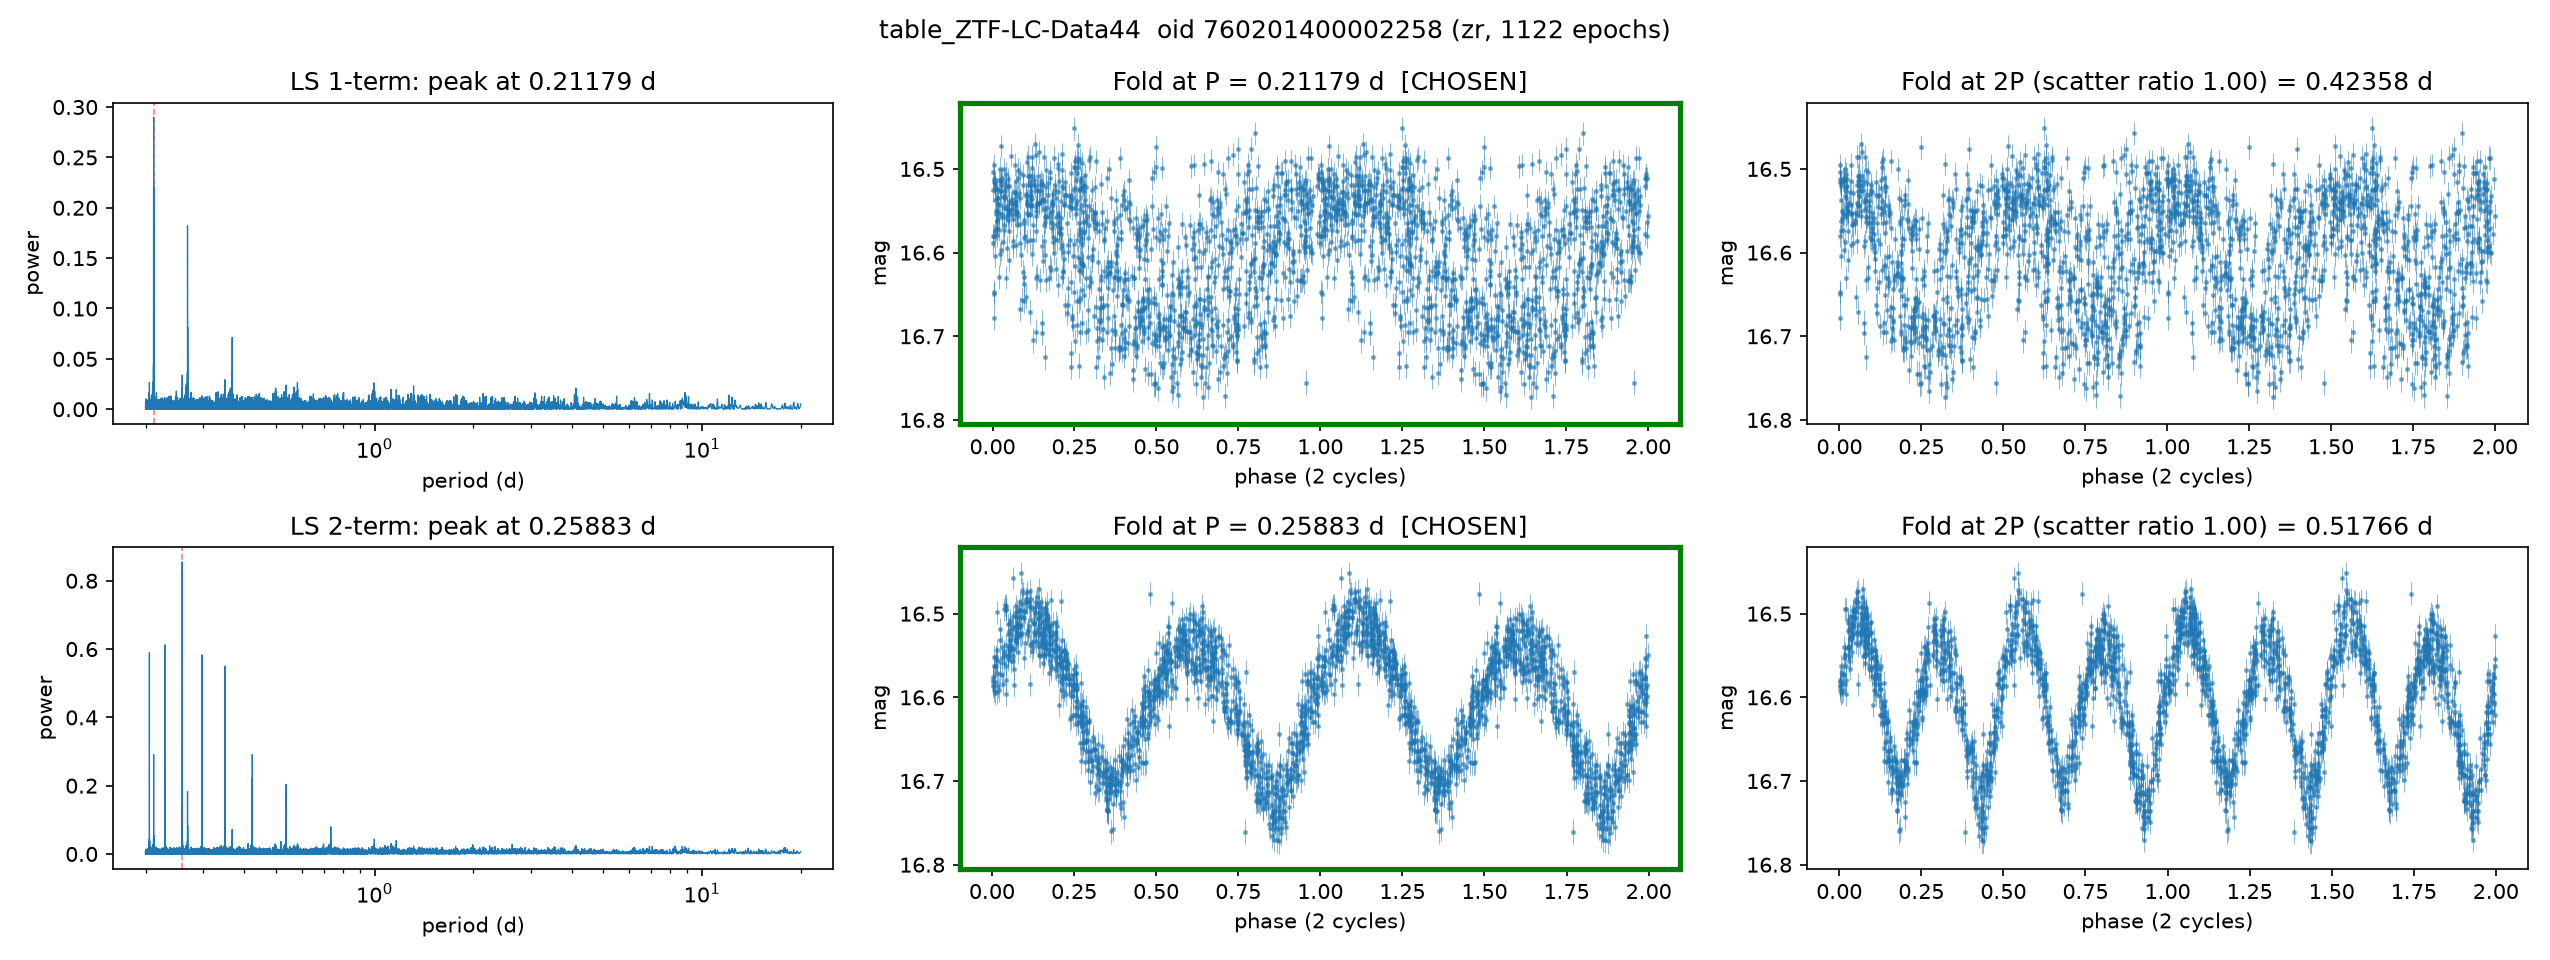 table_ZTF-LC-Data44  oid 760201400002258 (zr, 1122 epochs)
LS 1-term: peak at 0.21179 d
power
0.30
0.25
0.20
0.15
0.10
0.05
0.00
10⁰
10¹
period (d)
Fold at P = 0.21179 d  [CHOSEN]
mag
16.5
16.6
16.7
16.8
0.00 0.25 0.50 0.75 1.00 1.25 1.50 1.75 2.00
phase (2 cycles)
Fold at 2P (scatter ratio 1.00) = 0.42358 d
mag
16.5
16.6
16.7
16.8
0.00 0.25 0.50 0.75 1.00 1.25 1.50 1.75 2.00
phase (2 cycles)
LS 2-term: peak at 0.25883 d
power
0.8
0.6
0.4
0.2
0.0
10⁰
10¹
period (d)
Fold at P = 0.25883 d  [CHOSEN]
mag
16.5
16.6
16.7
16.8
0.00 0.25 0.50 0.75 1.00 1.25 1.50 1.75 2.00
phase (2 cycles)
Fold at 2P (scatter ratio 1.00) = 0.51766 d
mag
16.5
16.6
16.7
16.8
0.00 0.25 0.50 0.75 1.00 1.25 1.50 1.75 2.00
phase (2 cycles)